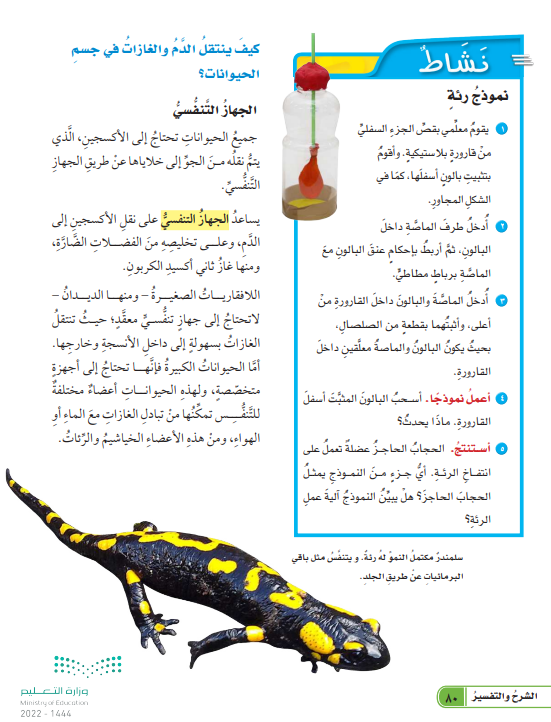 نَشَاطٌ
نموذجُ رئةٍ
١ يقومُ معلِّمي بقصِّ الجزءِ السفليِّ
منْ قارورةٍ بلاستيكيةٍ. وأقومُ
بتثبيتِ بالونٍ أسفلَها، كمَا في
الشكلِ المجاورِ.
٢ أُدخلُ طرفَ الماصَّةِ داخلَ
البالونِ، ثمَّ أربطُ بإحكامٍ عنقَ البالونِ معَ
الماصَّةِ برباطٍ مطاطيٍّ.
٣ أُدخلُ الماصَّةَ والبالونَ داخلَ القارورةِ منْ
أعلى، وأثبتُهما بقطعةٍ منَ الصلصالِ،
بحيثُ يكونُ البالونُ والماصةُ معلَّقينِ داخلَ
القارورةِ.
٤ أعملُ نموذجًا. أسحبُ البالونَ المثبَّتَ أسفلَ
القارورةِ. ماذَا يحدثُ؟
٥ أستنتجُ. الحجابُ الحاجزُ عضلةٌ تعملُ على
انتفاخِ الرئةِ. أيُّ جزءٍ منَ النموذجِ يمثلُ
الحجابَ الحاجزَ؟ هلْ يبيِّنُ النموذجُ آليةَ عملِ
الرئةِ؟
سلمندرٌ مكتملُ النموِّ لهُ رئةٌ. و يتنفَّسُ مثل باقي
البرمائياتِ عنْ طريقِ الجلدِ.
كيفَ ينتقلُ الدَّمُ والغازاتُ في جسمِ
الحيواناتِ؟
الجهازُ التَّنفُّسيُّ
جميعُ الحيواناتِ تحتاجُ إلى الأكسجينِ، الَّذي
يتمُّ نقلُه منَ الجوِّ إلى خلاياها عنْ طريقِ الجهازِ
التَّنفُّسيِّ.
يساعدُ الجهازُ التنفسيُّ على نقلِ الأكسجينِ إلى
الدَّمِ، وعلى تخليصِهِ منَ الفضلاتِ الضَّارَّةِ،
ومنها غازُ ثاني أكسيدِ الكربونِ.
اللافقارياتُ الصغيرةُ – ومنها الديدانُ –
لاتحتاجُ إلى جهازٍ تنفُّسيٍّ معقَّدٍ؛ حيثُ تنتقلُ
الغازاتُ بسهولةٍ إلى داخلِ الأنسجةِ وخارجِها.
أمَّا الحيواناتُ الكبيرةُ فإنَّها تحتاجُ إلى أجهزةٍ
متخصّصةٍ، ولهذهِ الحيواناتِ أعضاءٌ مختلفةٌ
للتَّنفُّسِ تمكِّنُها منْ تبادلِ الغازاتِ معَ الماءِ أوِ
الهواءِ، ومنْ هذهِ الأعضاءِ الخياشيمُ والرِّئاتُ.
الشرحُ والتفسيرُ ٨٠
وزارة التعـليم
Ministry of Education
2022 - 1444